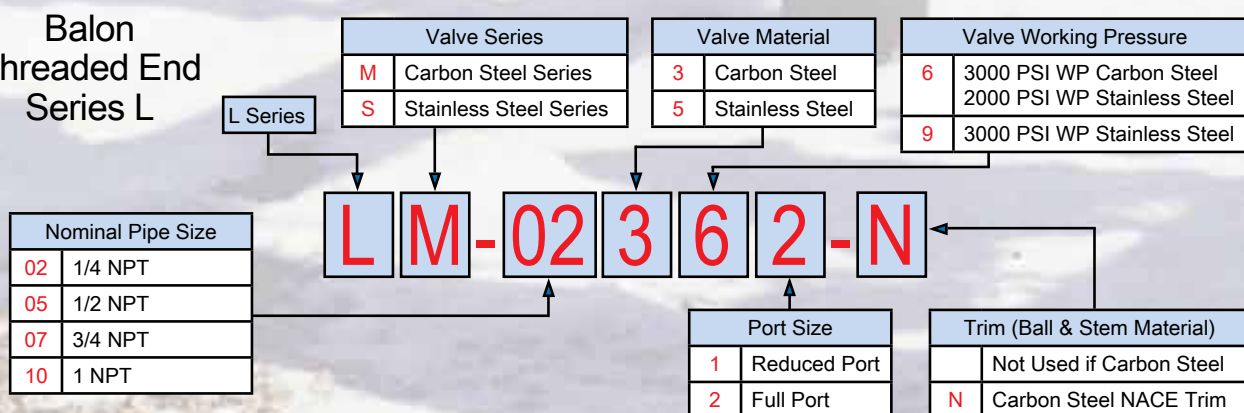 Balon
hreaded End
Series L
L Series
Valve Series
M Carbon Steel Series
S Stainless Steel Series
Valve Material
3 Carbon Steel
5 Stainless Steel
Valve Working Pressure
6 3000 PSI WP Carbon Steel
2000 PSI WP Stainless Steel
9 3000 PSI WP Stainless Steel
LM-02362-N
Nominal Pipe Size
02 1/4 NPT
05 1/2 NPT
07 3/4 NPT
10 1 NPT
Port Size
1 Reduced Port
2 Full Port
Trim (Ball & Stem Material)
Not Used if Carbon Steel
N Carbon Steel NACE Trim